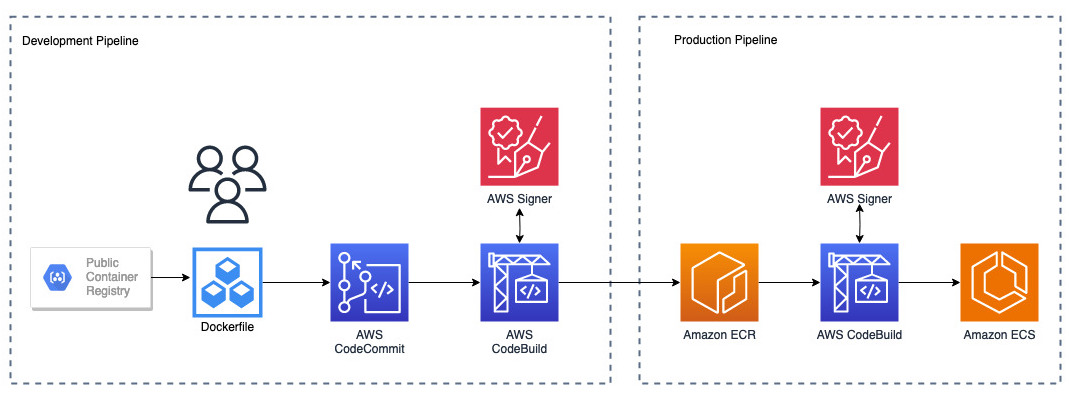 Development Pipeline
Production Pipeline
AWS Signer
AWS Signer
Public
Container
Registry
Dockerfile
AWS
CodeCommit
AWS
CodeBuild
Amazon ECR
AWS CodeBuild
Amazon ECS